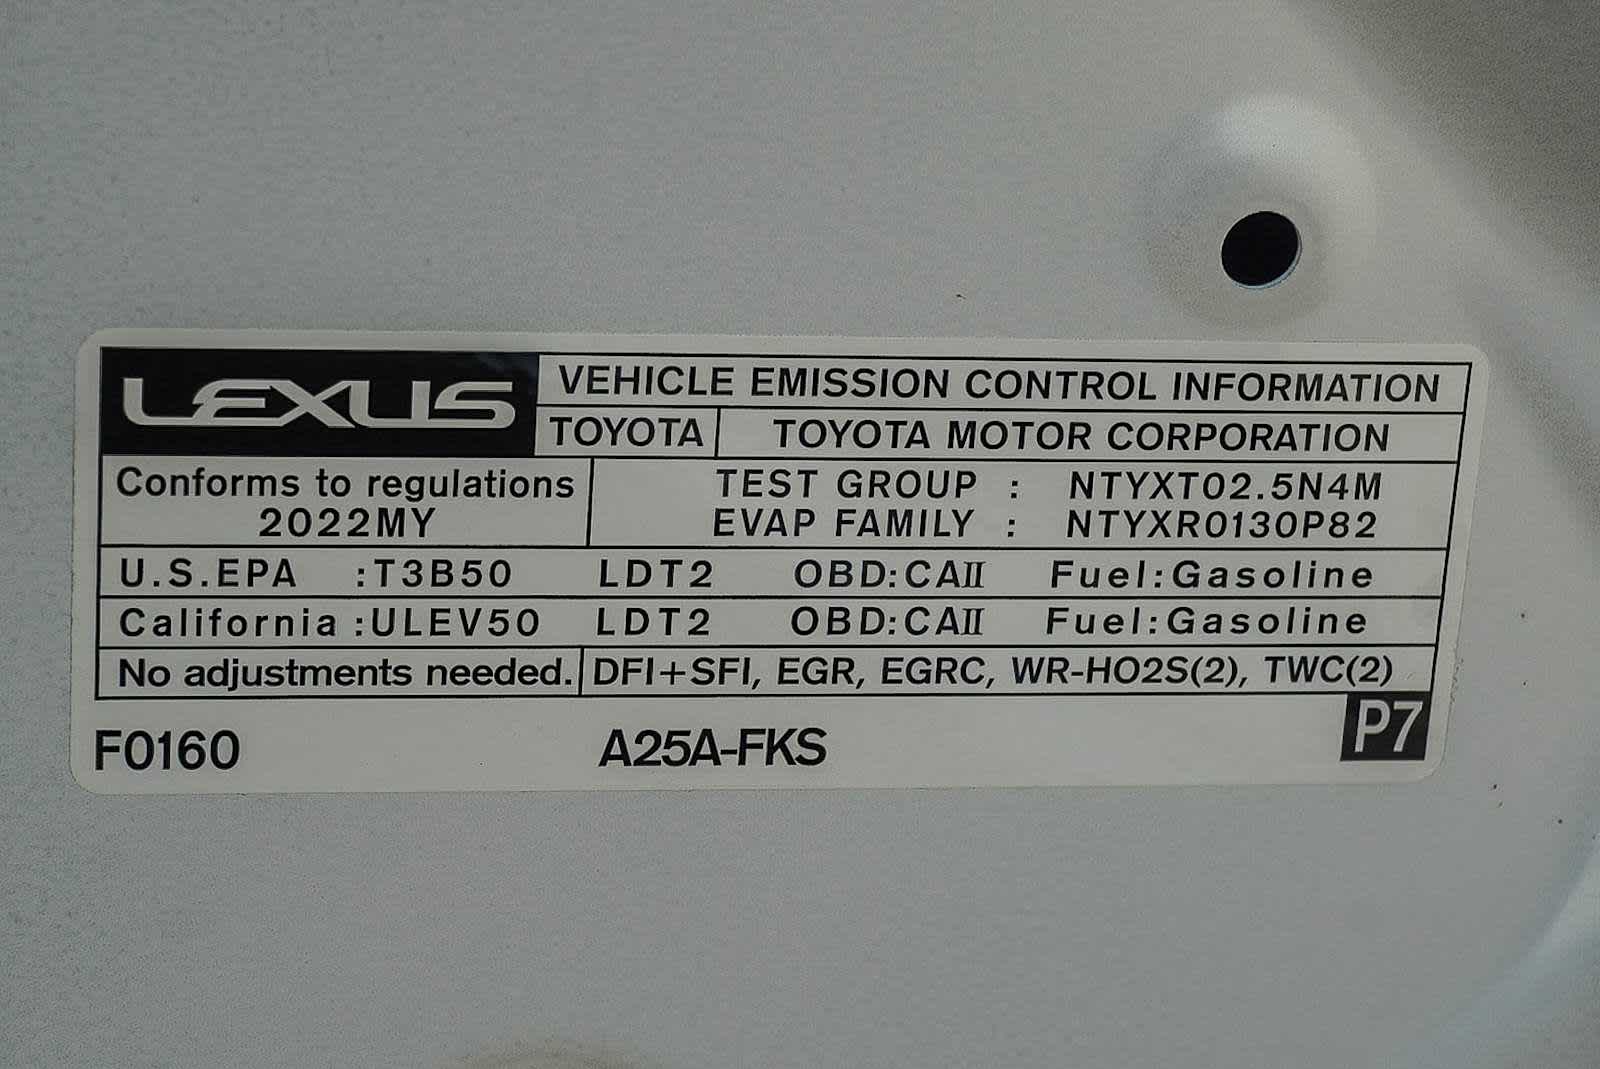 LEXUS VEHICLE EMISSION CONTROL INFORMATION
TOYOTA TOYOTA MOTOR CORPORATION
Conforms to regulations TEST GROUP : NTYXT02.5N4M
2022MY EVAP FAMILY : NTYXR0130P82
U.S.EPA :T3B50 LDT2 OBD:CAII Fuel:Gasoline
California :ULEV50 LDT2 OBD:CAII Fuel:Gasoline
No adjustments needed. DFI+SFI, EGR, EGRC, WR-HO2S(2), TWC(2)
F0160 A25A-FKS P7